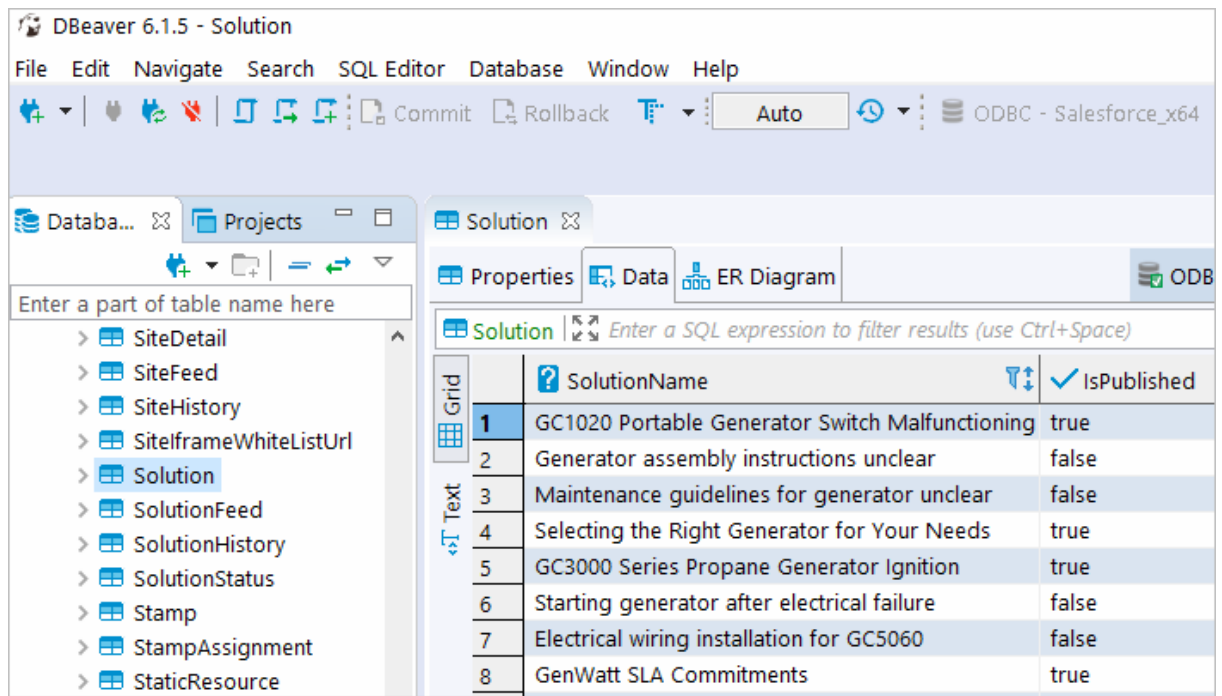 DBeaver 6.1.5 - Solution
File Edit Navigate Search SQL Editor Database Window Help
Commit Rollback Auto ODBC - Salesforce_x64
Databa... Projects
Enter a part of table name here
SiteDetail
SiteFeed
SiteHistory
SiteIframeWhiteListUrl
Solution
SolutionFeed
SolutionHistory
SolutionStatus
Stamp
StampAssignment
StaticResource
Solution
Properties Data ER Diagram ODB
Solution Enter a SQL expression to filter results (use Ctrl+Space)
Grid
Text
SolutionName IsPublished
1 GC1020 Portable Generator Switch Malfunctioning true
2 Generator assembly instructions unclear false
3 Maintenance guidelines for generator unclear false
4 Selecting the Right Generator for Your Needs true
5 GC3000 Series Propane Generator Ignition true
6 Starting generator after electrical failure false
7 Electrical wiring installation for GC5060 false
8 GenWatt SLA Commitments true